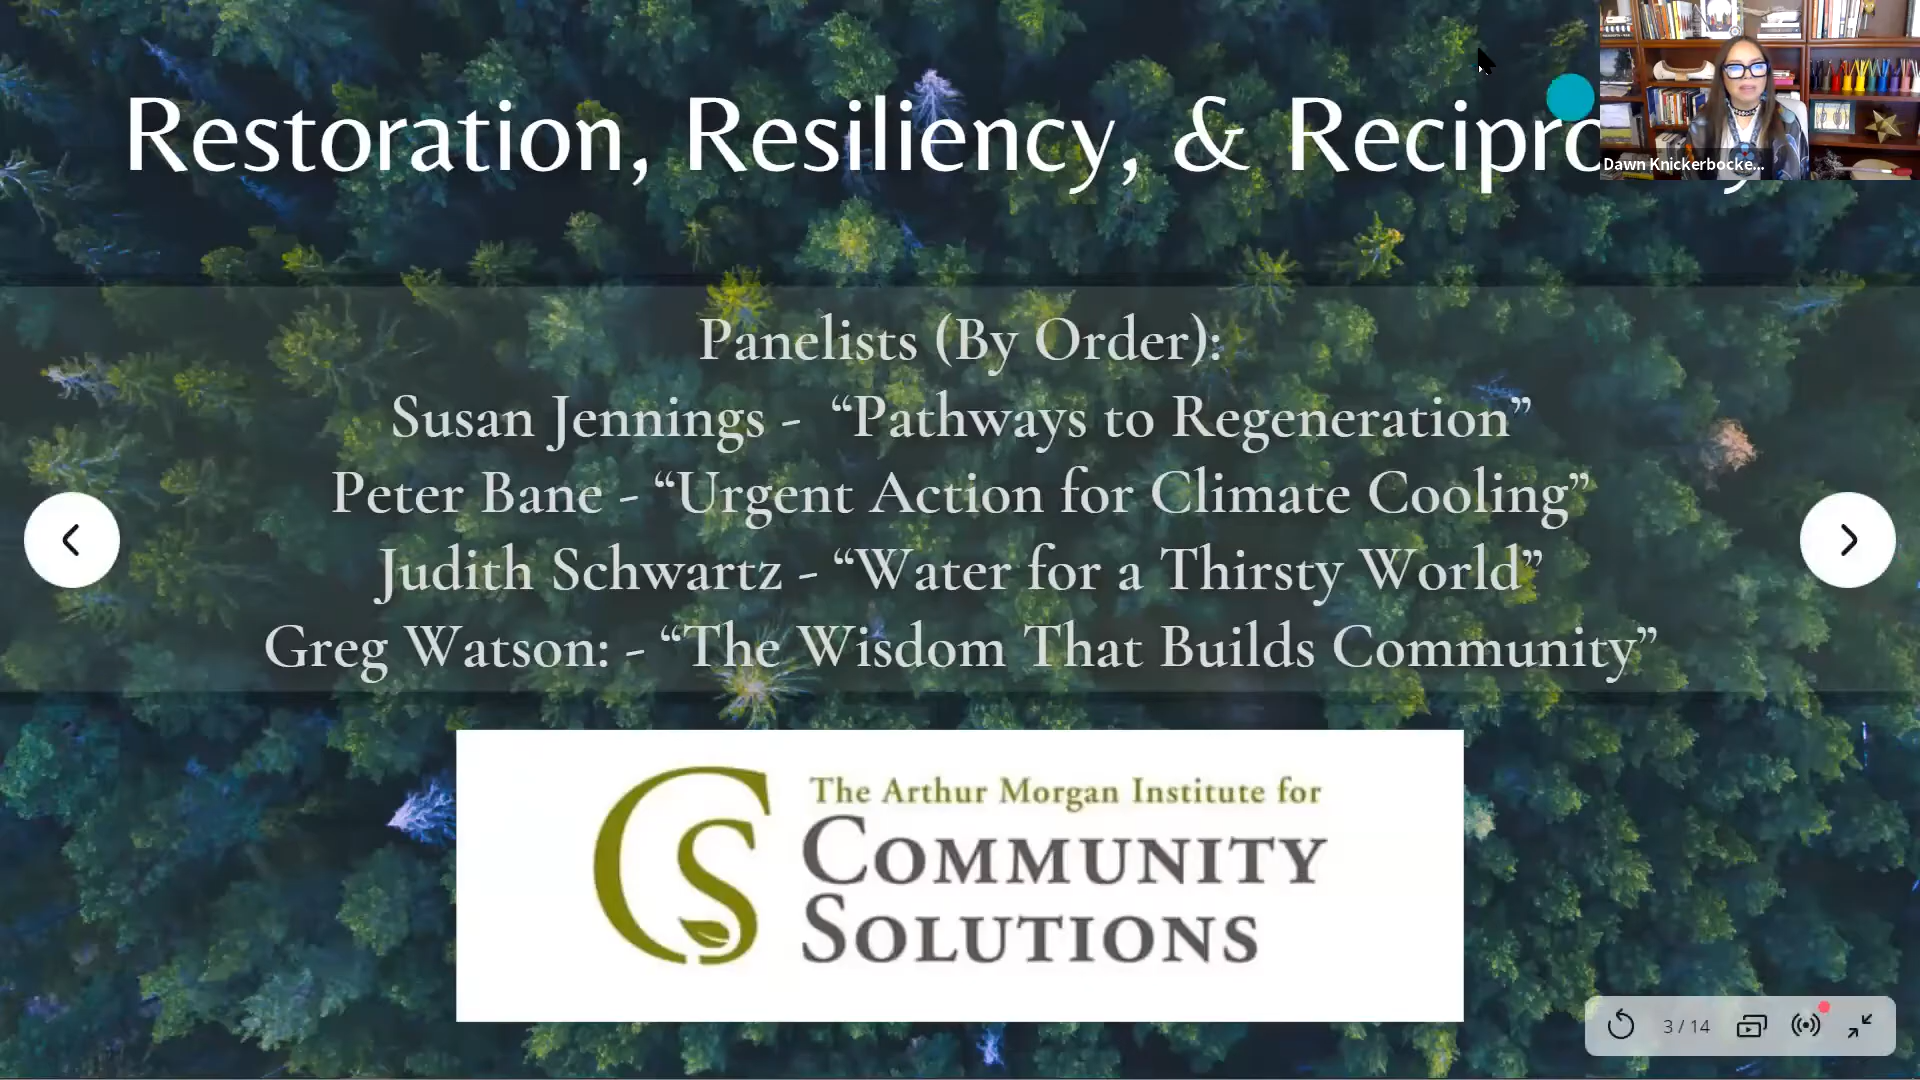 Restoration, Resiliency, & Recipro
Dawn Knickerbocke...
Panelists (By Order):
Susan Jennings - “Pathways to Regeneration”
Peter Bane - “Urgent Action for Climate Cooling”
Judith Schwartz - “Water for a Thirsty World”
Greg Watson: - “The Wisdom That Builds Community”
CS
The Arthur Morgan Institute for
COMMUNITY
SOLUTIONS
3 / 14